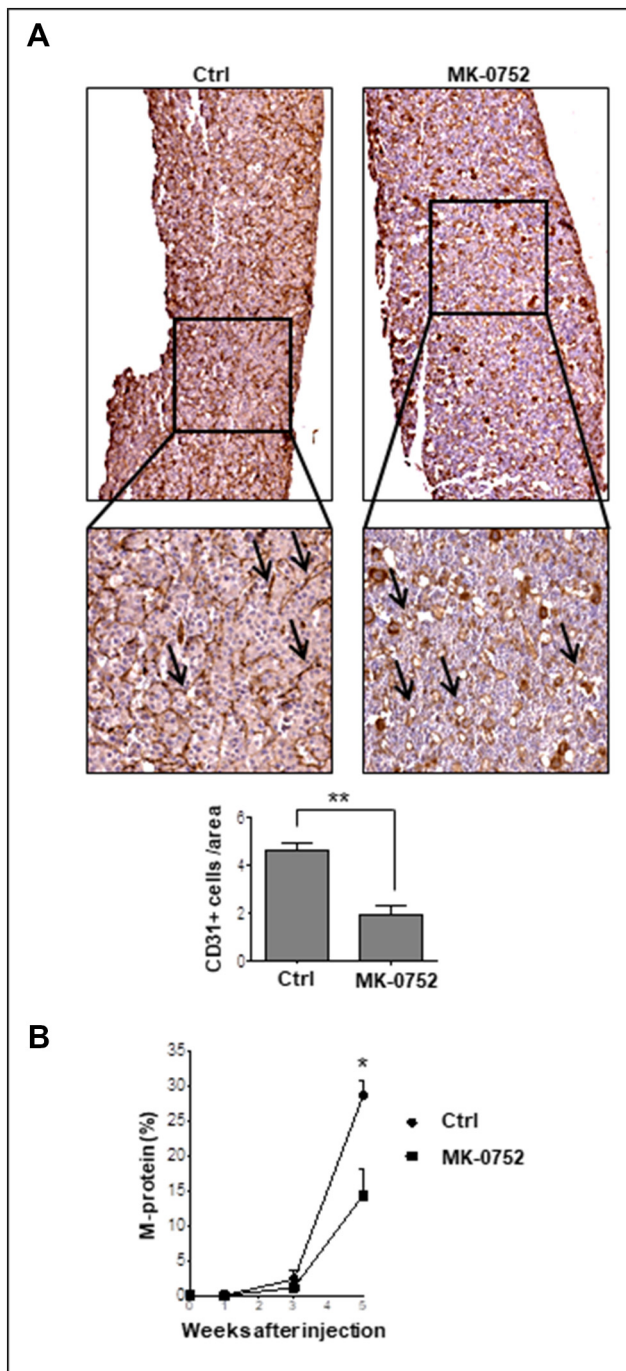 A
Ctrl MK-0752
**
CD31+ cells /area
6
4
2
0
Ctrl MK-0752
B
*
M-protein (%)
35
30
25
20
15
10
5
0
0 1 2 3 4 5
Weeks after injection
Ctrl
MK-0752